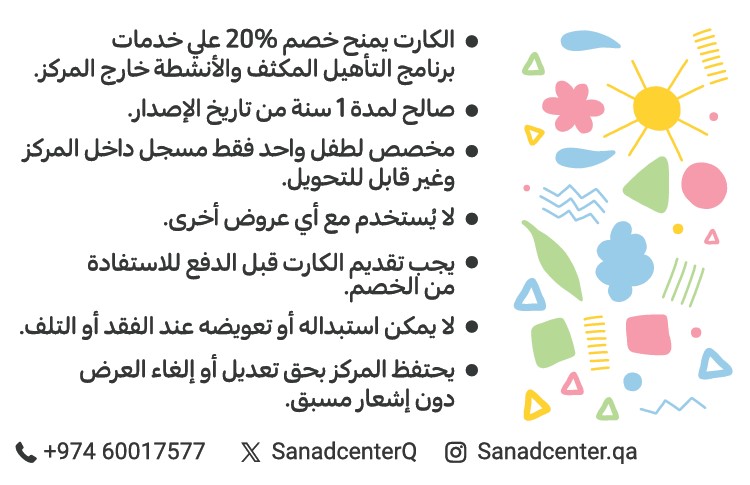 ● الكارت يمنح خصم 20% علي خدمات
برنامج التأهيل المكثف والأنشطة خارج المركز.
● صالح لمدة 1 سنة من تاريخ الإصدار.
● مخصص لطفل واحد فقط مسجل داخل المركز
وغير قابل للتحويل.
● لا يُستخدم مع أي عروض أخرى.
● يجب تقديم الكارت قبل الدفع للاستفادة
من الخصم.
● لا يمكن استبداله أو تعويضه عند الفقد أو التلف.
● يحتفظ المركز بحق تعديل أو إلغاء العرض
دون إشعار مسبق.
+974 60017577 SanadcenterQ Sanadcenter.qa